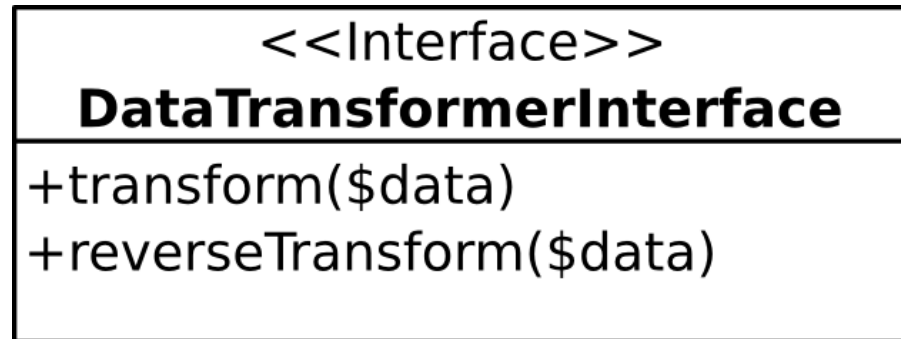 <<Interface>>
DataTransformerInterface
+transform($data)
+reverseTransform($data)